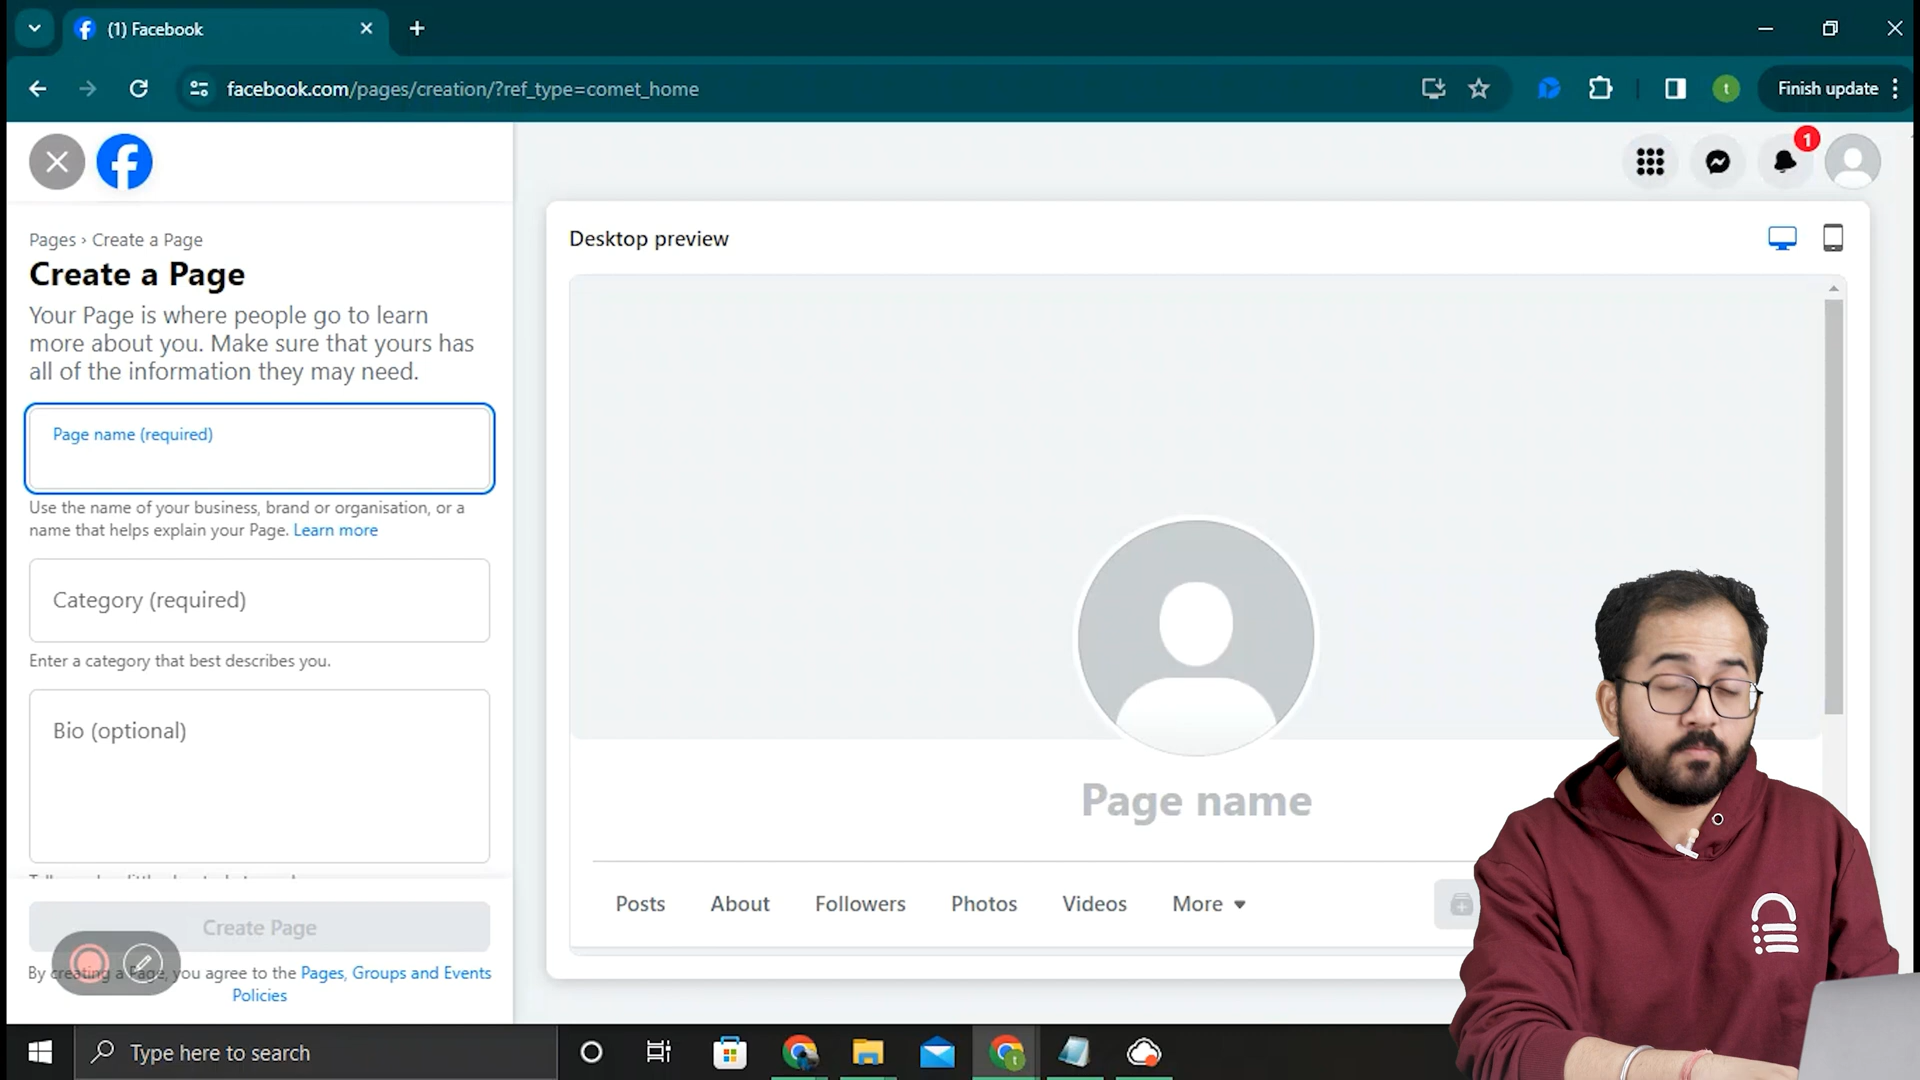 (1) Facebook
facebook.com/pages/creation/?ref_type=comet_home
t
Finish update
1
Pages › Create a Page
Create a Page
Your Page is where people go to learn
more about you. Make sure that yours has
all of the information they may need.
Page name (required)
Use the name of your business, brand or organisation, or a
name that helps explain your Page. Learn more
Category (required)
Enter a category that best describes you.
Bio (optional)
Create Page
By creating a Page, you agree to the Pages, Groups and Events
Policies
Desktop preview
Page name
Posts About Followers Photos Videos More
Type here to search
t